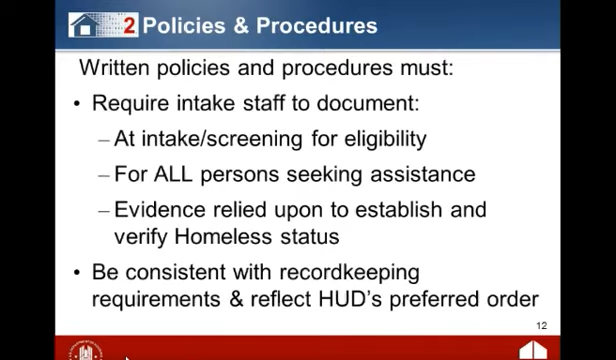 2 Policies & Procedures
Written policies and procedures must:
• Require intake staff to document:
– At intake/screening for eligibility
– For ALL persons seeking assistance
– Evidence relied upon to establish and
verify Homeless status
• Be consistent with recordkeeping
requirements & reflect HUD's preferred order
12